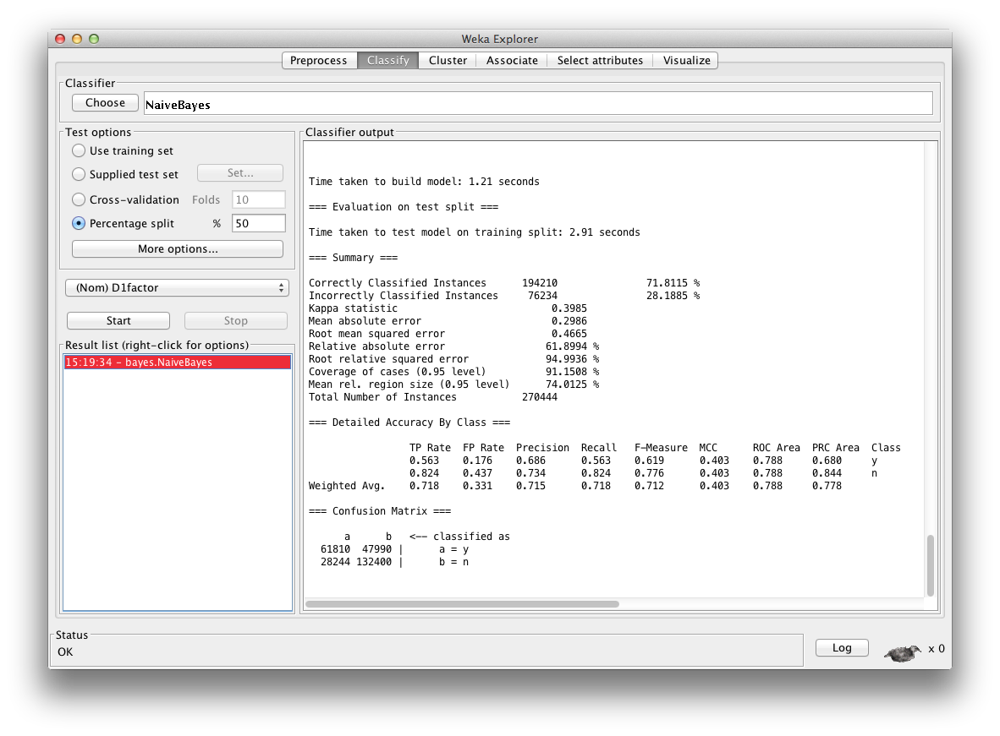 Weka Explorer
Preprocess Classify Cluster Associate Select attributes Visualize
Classifier
Choose NaiveBayes
Test options
Use training set
Supplied test set Set...
Cross-validation Folds 10
Percentage split % 50
More options...
(Nom) D1factor
Start Stop
Result list (right-click for options)
15:19:34 - bayes.NaiveBayes
Classifier output
Time taken to build model: 1.21 seconds
=== Evaluation on test split ===
Time taken to test model on training split: 2.91 seconds
=== Summary ===
Correctly Classified Instances 194210 71.8115 %
Incorrectly Classified Instances 76234 28.1885 %
Kappa statistic 0.3985
Mean absolute error 0.2986
Root mean squared error 0.4665
Relative absolute error 61.8994 %
Root relative squared error 94.9936 %
Coverage of cases (0.95 level) 91.1508 %
Mean rel. region size (0.95 level) 74.0125 %
Total Number of Instances 270444
=== Detailed Accuracy By Class ===
TP Rate FP Rate Precision Recall F-Measure MCC ROC Area PRC Area Class
0.563 0.176 0.686 0.563 0.619 0.403 0.788 0.680 y
0.824 0.437 0.734 0.824 0.776 0.403 0.788 0.844 n
Weighted Avg. 0.718 0.331 0.715 0.718 0.712 0.403 0.788 0.778
=== Confusion Matrix ===
a b <-- classified as
61810 47990 | a = y
28244 132400 | b = n
Status
OK
Log x 0